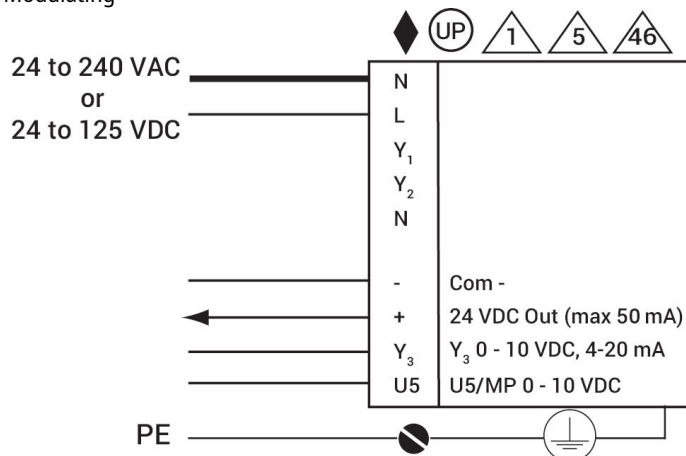 Modulating
UP 1 5 46
24 to 240 VAC
or
24 to 125 VDC
N
L
Y₁
Y₂
N
- Com -
+ 24 VDC Out (max 50 mA)
Y₃ Y₃ 0 - 10 VDC, 4-20 mA
U5 U5/MP 0 - 10 VDC
PE